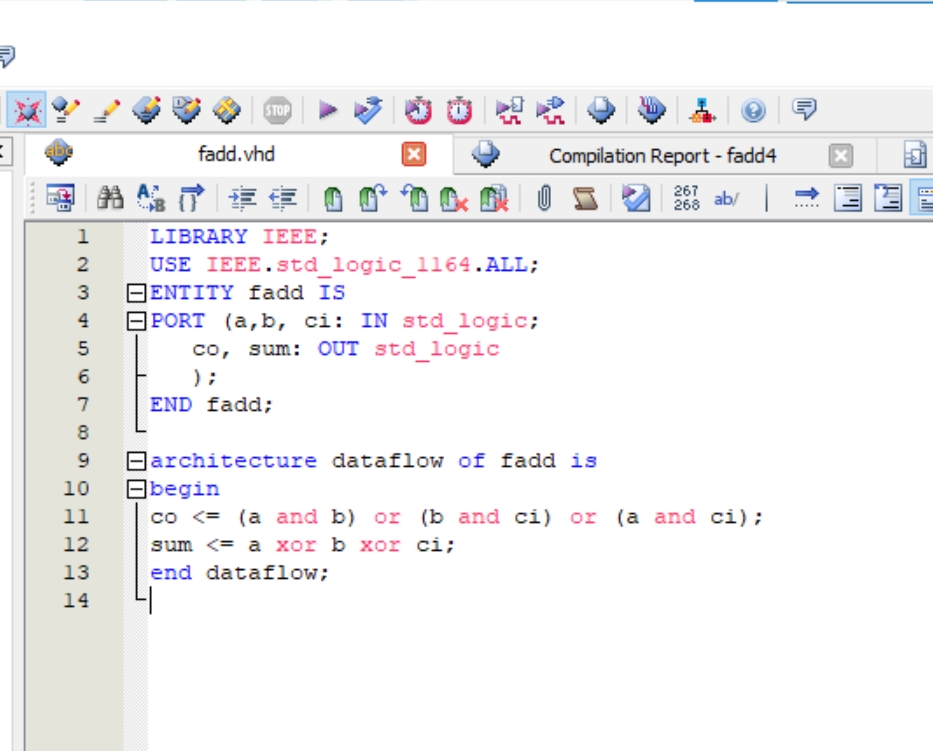 STOP
fadd.vhd
Compilation Report - fadd4
267
268
ab/
1 LIBRARY IEEE;
2 USE IEEE.std_logic_1164.ALL;
3 ENTITY fadd IS
4 PORT (a,b, ci: IN std_logic;
5 co, sum: OUT std_logic
6 );
7 END fadd;
8
9 architecture dataflow of fadd is
10 begin
11 co <= (a and b) or (b and ci) or (a and ci);
12 sum <= a xor b xor ci;
13 end dataflow;
14